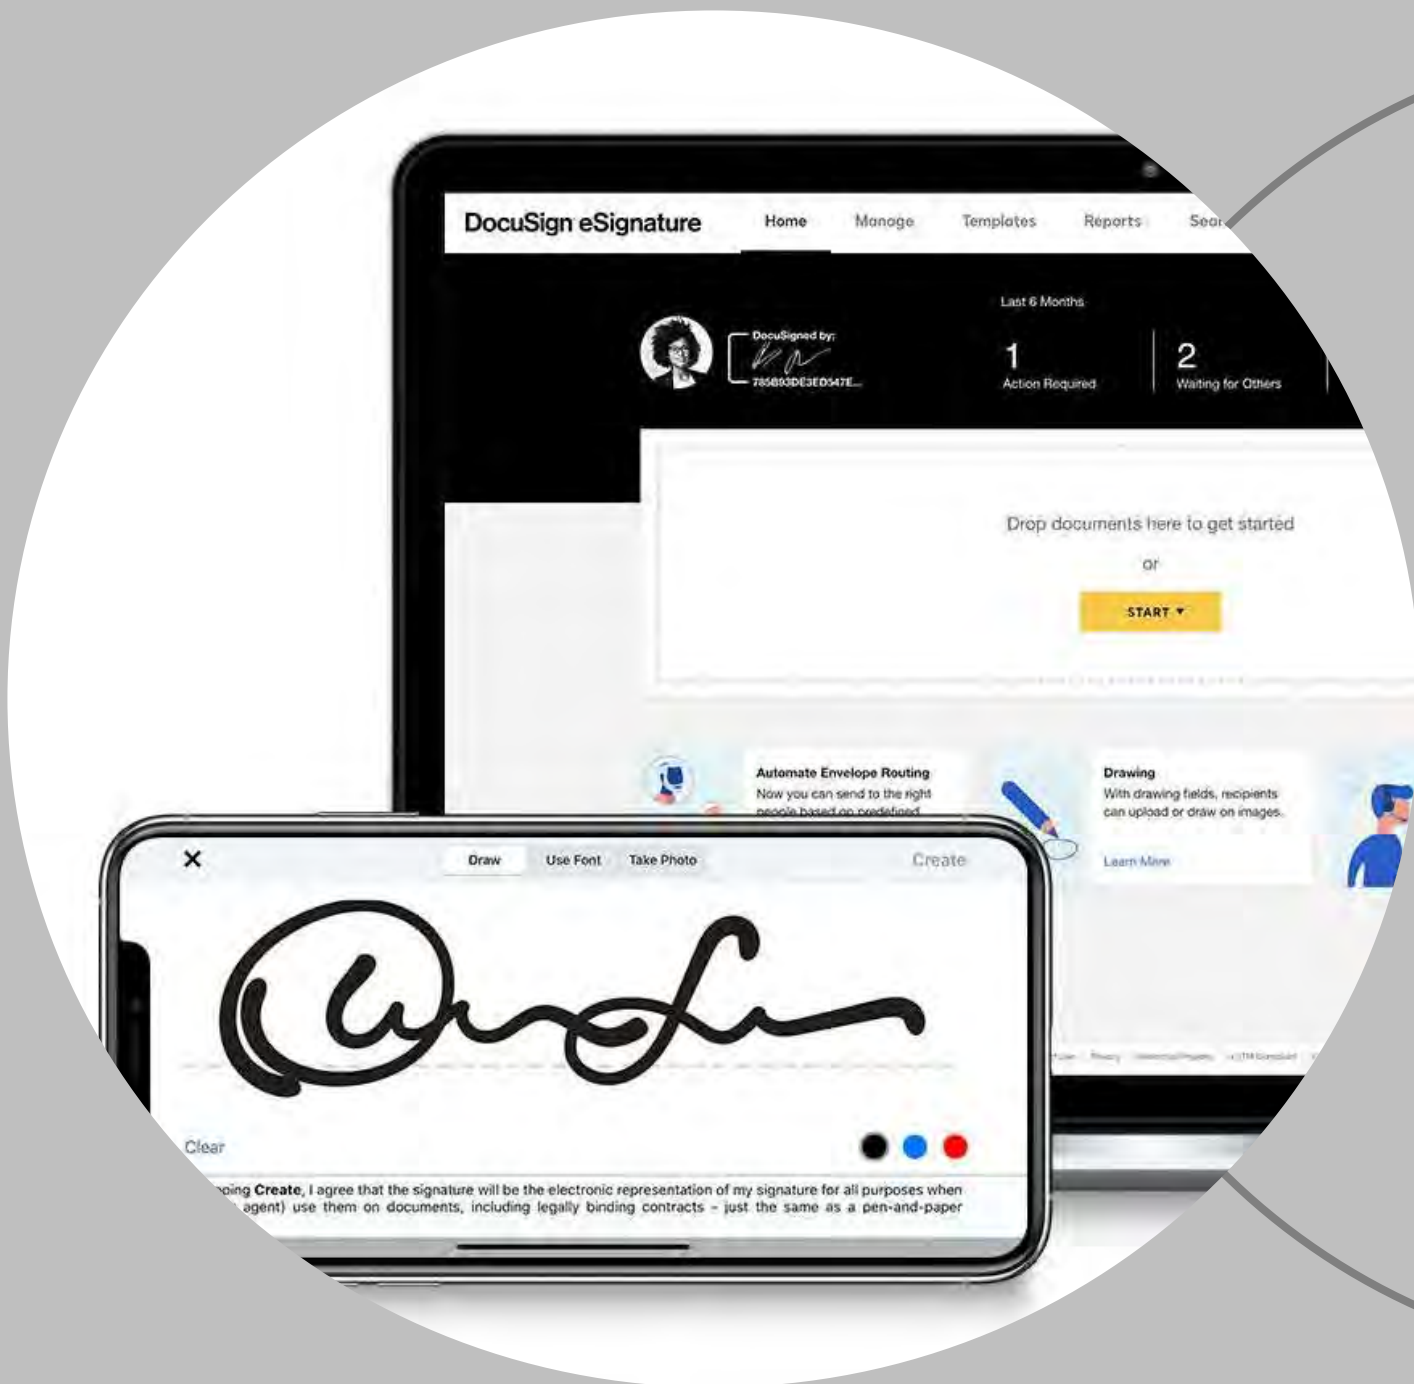 DocuSign eSignature
Home Manage Templates Reports
Last 6 Months
DocuSigned by:
1
Action Required
2
Waiting for Others
Drop documents here to get started
or
START
Automate Envelope Routing
Now you can send to the right
people based on predefined
Drawing
With drawing fields, recipients
can upload or draw on images.
Learn More
Draw Use Font Take Photo Create
Clear
Create, I agree that the signature will be the electronic representation of my signature for all purposes when
agent) use them on documents, including legally binding contracts – just the same as a pen-and-paper